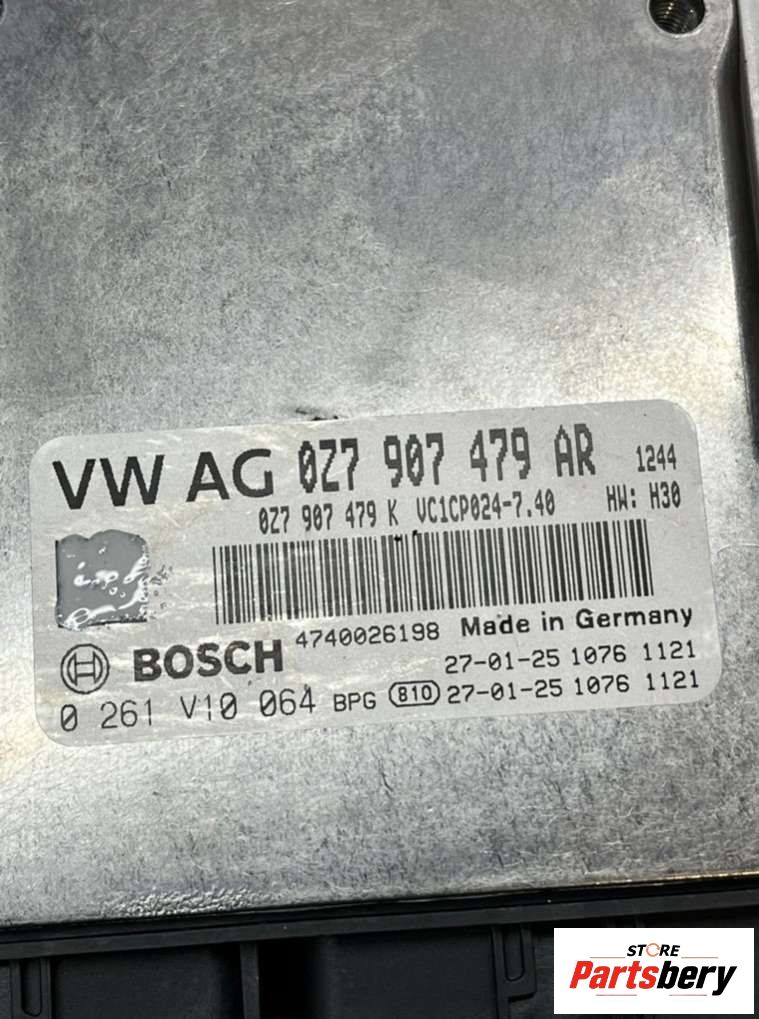 VW AG 0Z7 907 479 AR 1244
0Z7 907 479 K VC1CP024-7.40 HW: H30
4740026198 Made in Germany
BOSCH 27-01-25 1076 1121
0 261 V10 064 BPG 810 27-01-25 1076 1121
STORE
Partsbery